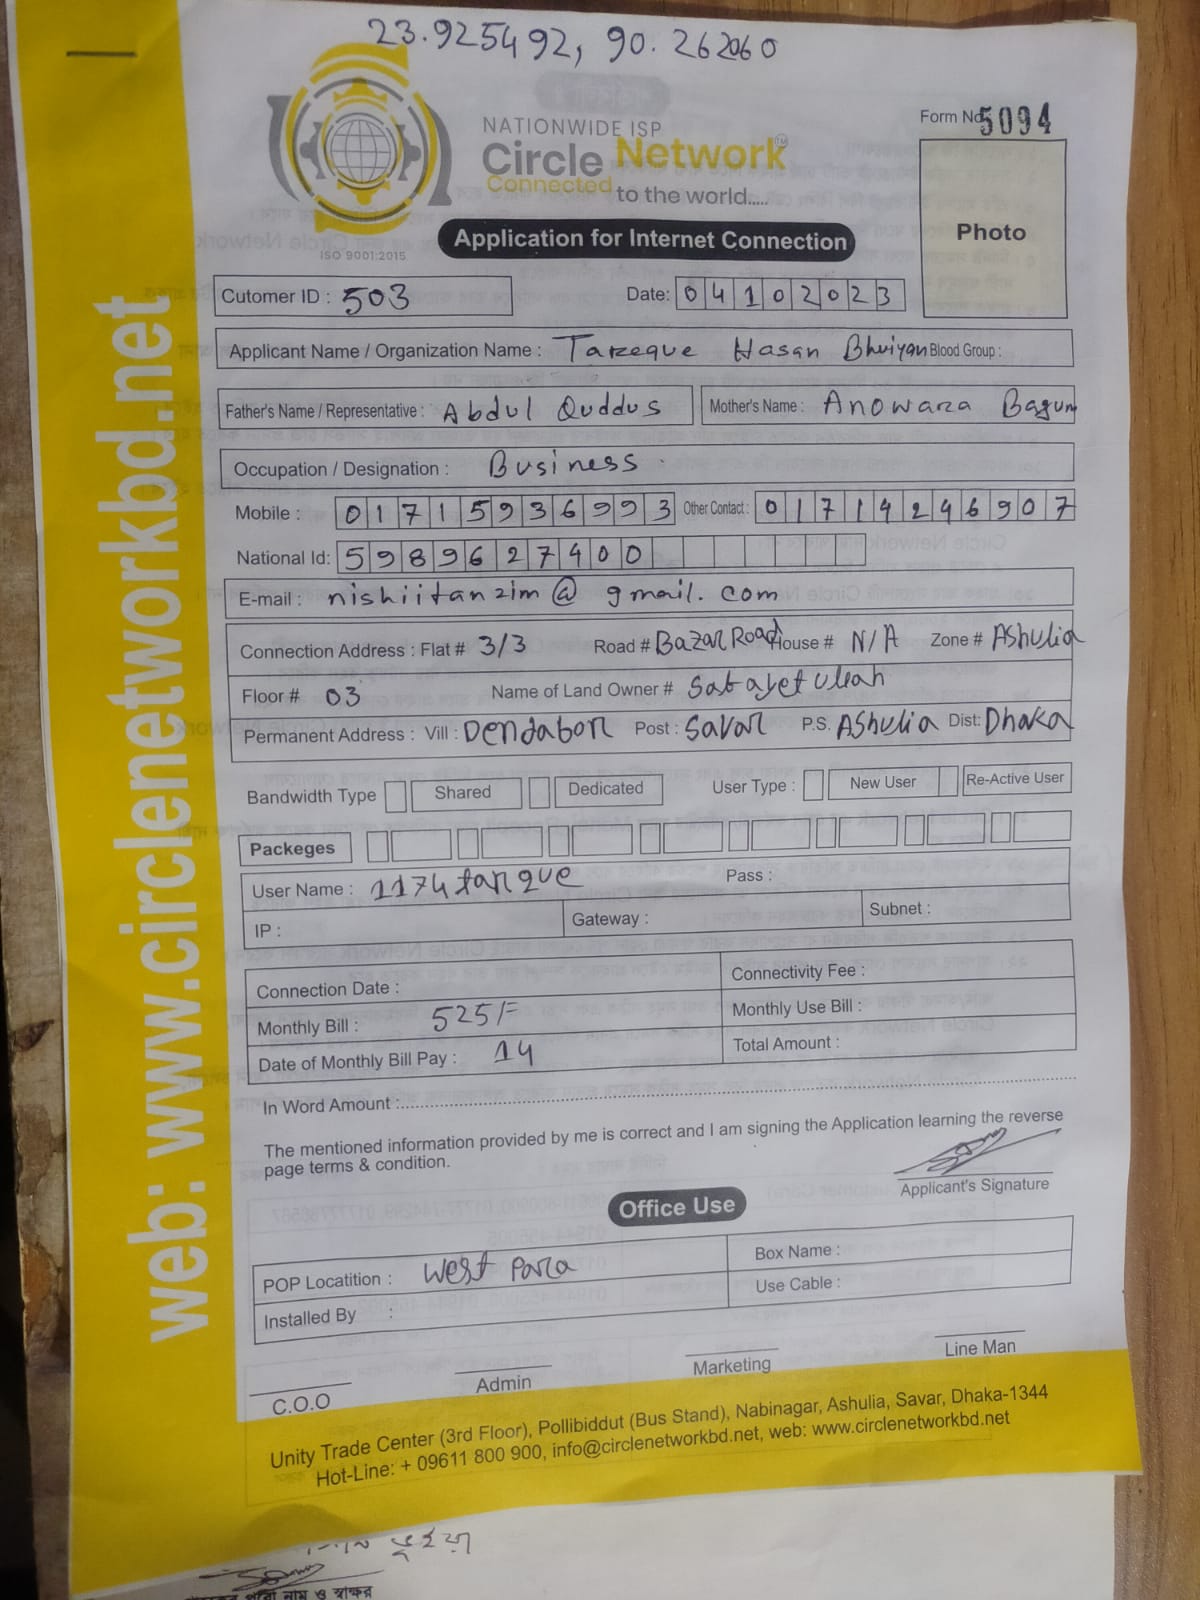 23.925492, 90.262060
NATIONWIDE ISP
Circle Network TM
Connected to the world.....
ISO 9001:2015
Form No 5094
Photo
Application for Internet Connection
Cutomer ID : 503 Date: 04102023
Applicant Name / Organization Name : Tareque Hasan Bhuiyan Blood Group :
Father's Name / Representative : Abdul Quddus Mother's Name : Anowara Bagum
Occupation / Designation : Business
Mobile : 01715936993 Other Contact : 01714246907
National Id: 5989627400
E-mail : nishiitanzim@gmail.com
Connection Address : Flat # 3/3 Road # Bazar Road House # N/A Zone # Ashulia
Floor # 03 Name of Land Owner # Sabayet Ullah
Permanent Address : Vill : Dendabor Post : Savar P.S. Ashulia Dist: Dhaka
Bandwidth Type Shared Dedicated User Type : New User Re-Active User
Packeges
User Name : 1174tarque Pass :
IP : Gateway : Subnet :
Connection Date : Connectivity Fee :
Monthly Bill : 525/= Monthly Use Bill :
Date of Monthly Bill Pay : 14 Total Amount :
In Word Amount :
The mentioned information provided by me is correct and I am signing the Application learning the reverse
page terms & condition.
Applicant's Signature
Office Use
POP Locatition : West Para Box Name :
Installed By : Use Cable :
C.O.O Admin Marketing Line Man
Unity Trade Center (3rd Floor), Pollibiddut (Bus Stand), Nabinagar, Ashulia, Savar, Dhaka-1344
Hot-Line: + 09611 800 900, info@circlenetworkbd.net, web: www.circlenetworkbd.net
web: www.circlenetworkbd.net
ভূইয়া
নাম ও স্বাক্ষর